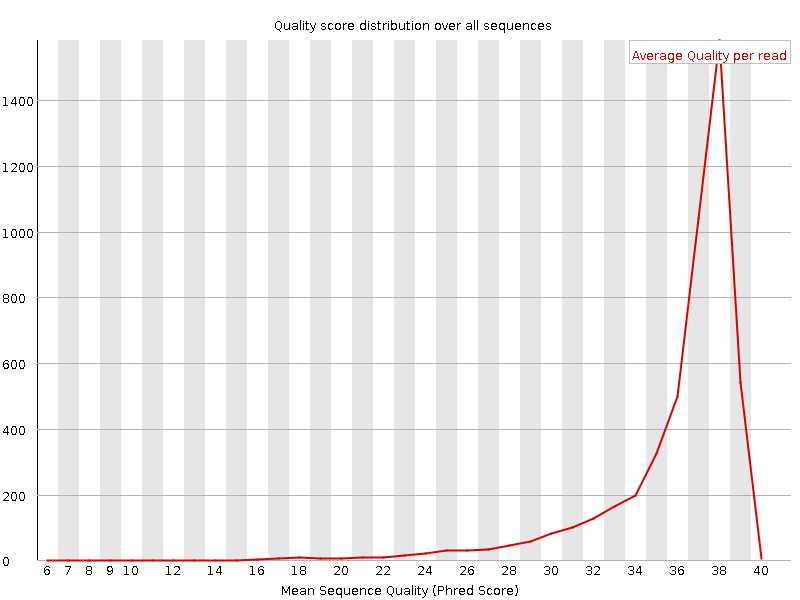 Quality score distribution over all sequences
Average Quality per read
1400
1200
1000
800
600
400
200
0
6 7 8 9 10 12 14 16 18 20 22 24 26 28 30 32 34 36 38 40
Mean Sequence Quality (Phred Score)